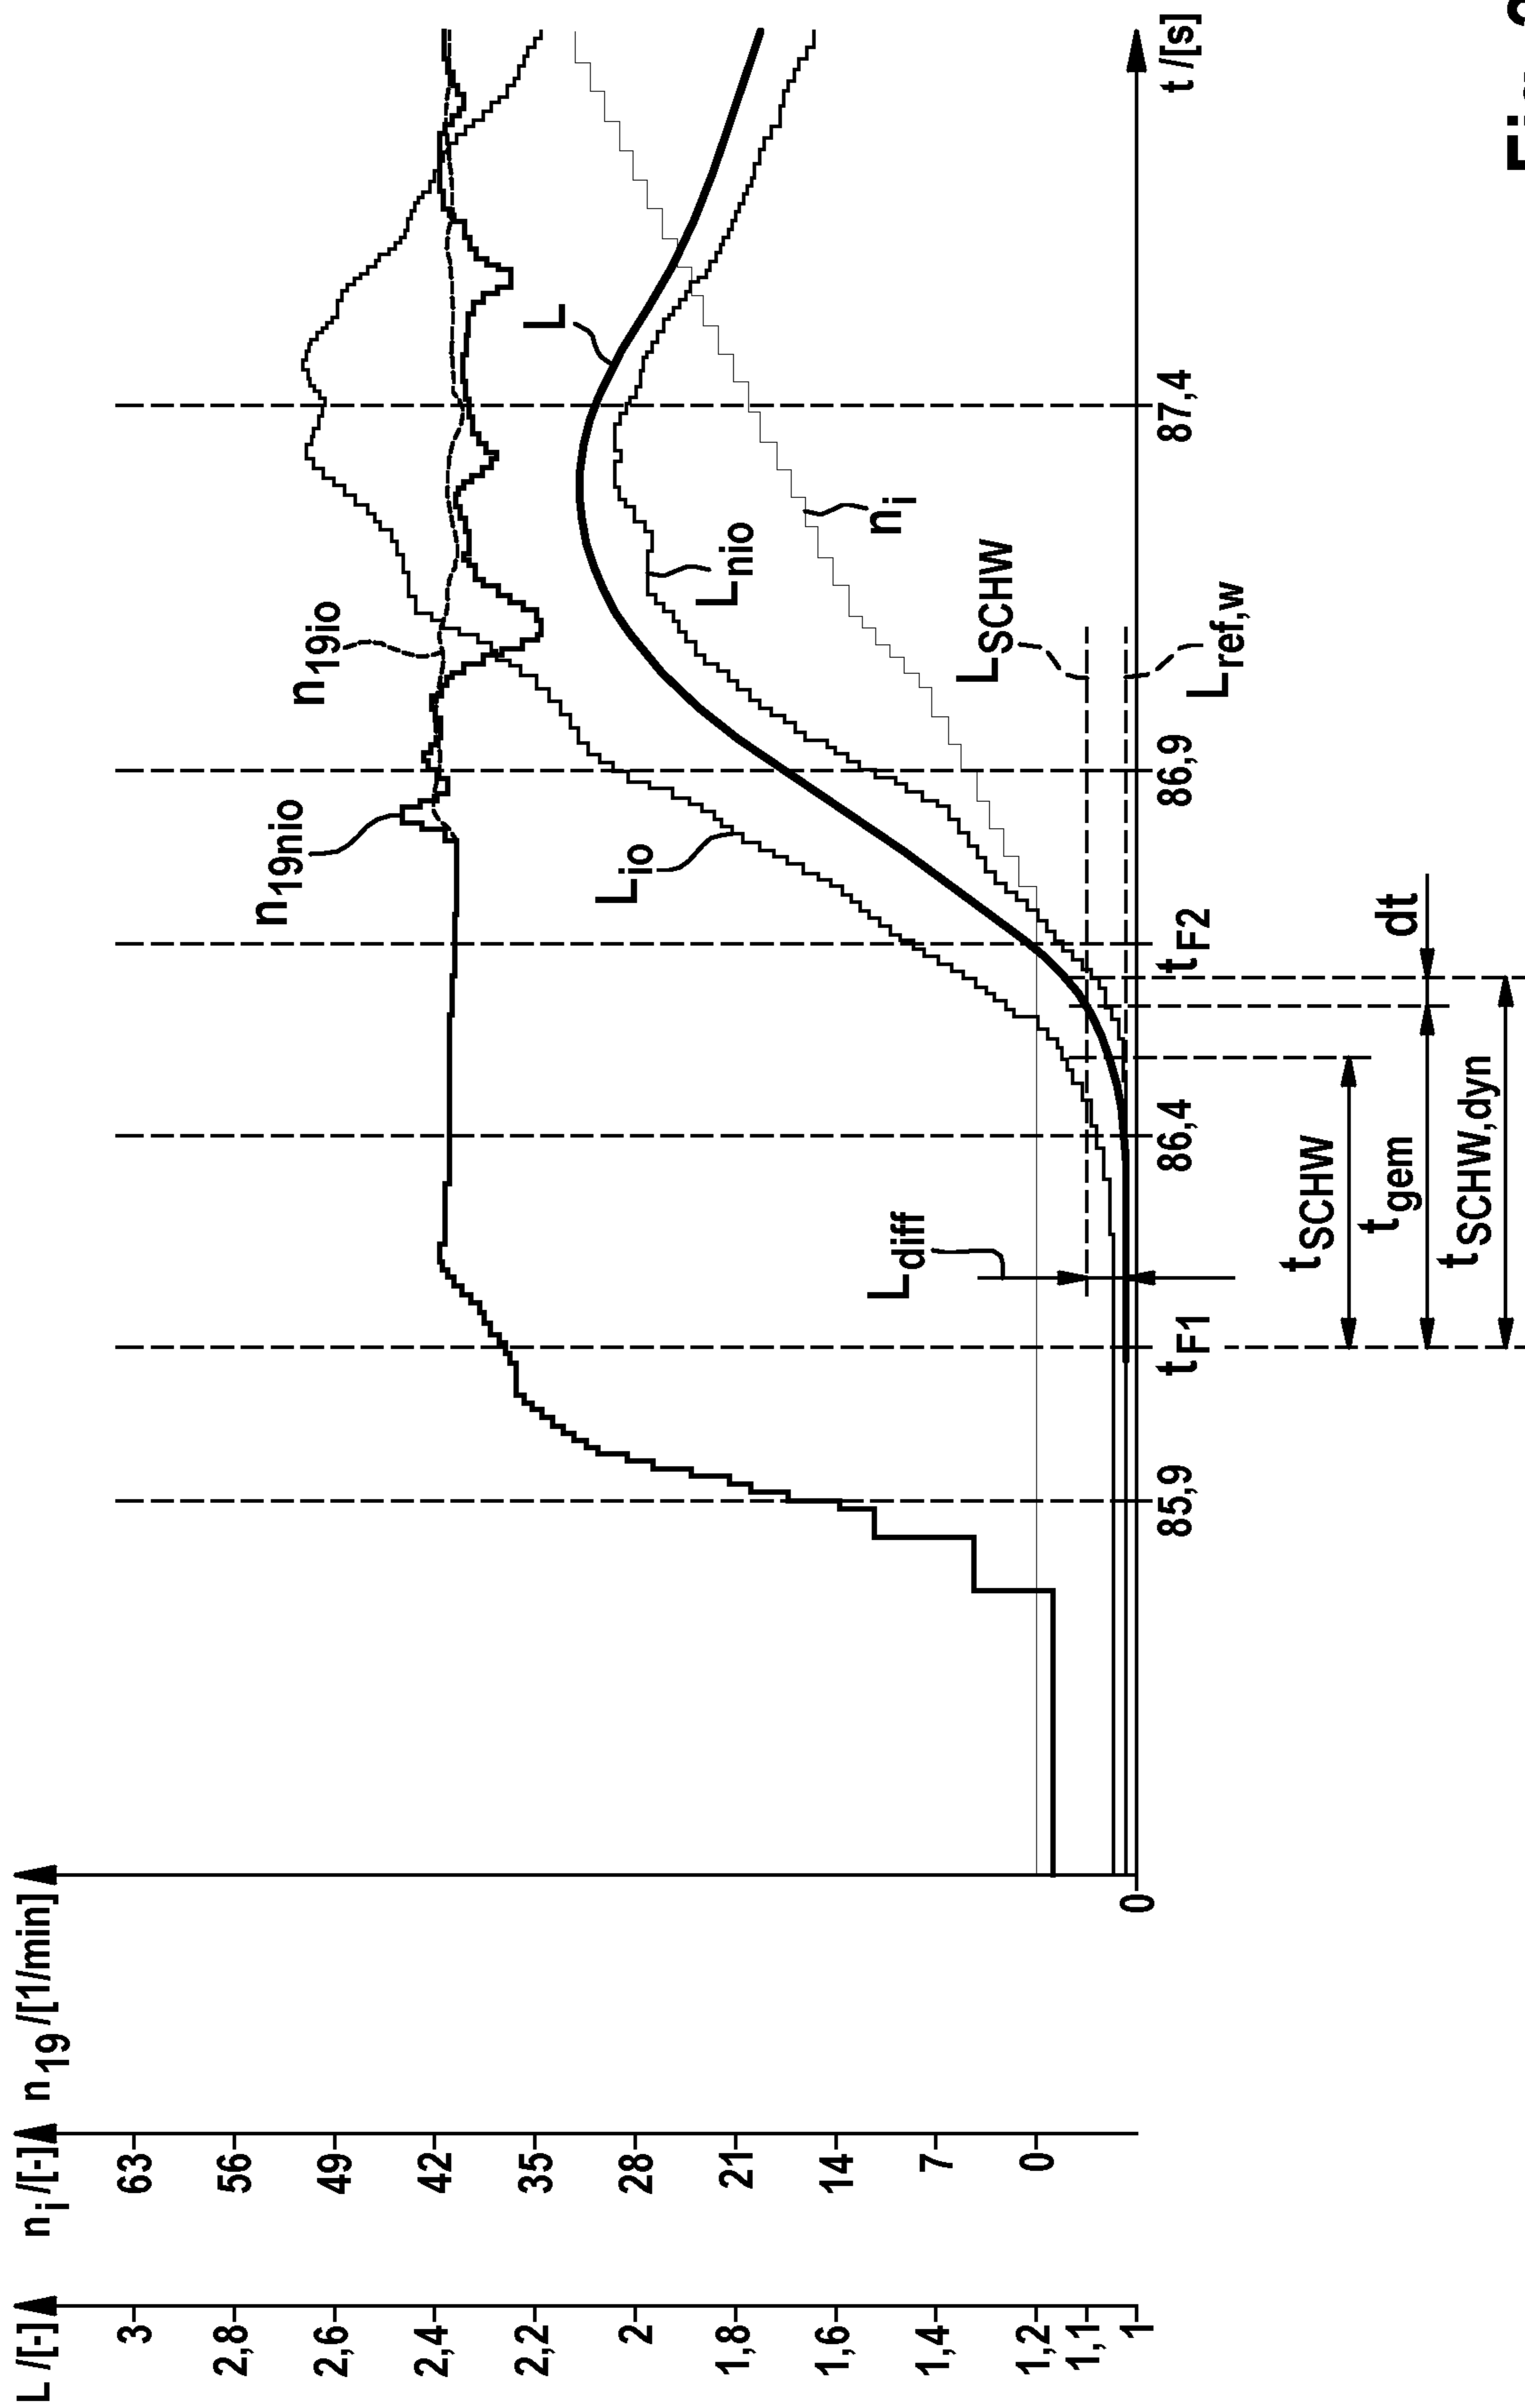 L /[-]
3
2,8
2,6
2,4
2,2
2
1,8
1,6
1,4
1,2
1,1
1
nᵢ /[-]
63
56
49
42
35
28
21
14
7
0
n₁₉ /[1/min]
0
n₁₉nio
n₁₉io
L_io
L
L_nio
n_i
L_SCHW
L_ref,w
L_diff
85,9
t_F1
86,4
t_F2
86,9
87,4
t /[s]
t_SCHW
t_gem
dt
t_SCHW,dyn